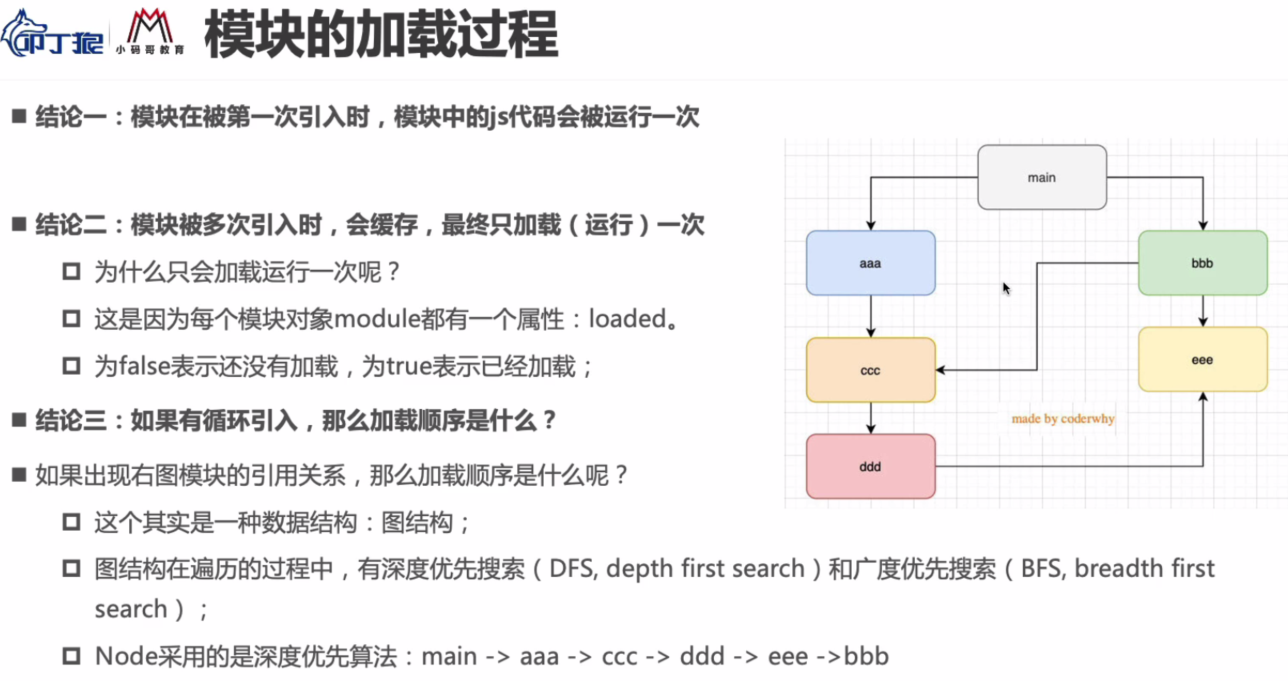 叩丁狼
小码哥教育
模块的加载过程
■ 结论一：模块在被第一次引入时，模块中的js代码会被运行一次
■ 结论二：模块被多次引入时，会缓存，最终只加载（运行）一次
为什么只会加载运行一次呢？
这是因为每个模块对象module都有一个属性：loaded。
为false表示还没有加载，为true表示已经加载；
■ 结论三：如果有循环引入，那么加载顺序是什么？
■ 如果出现右图模块的引用关系，那么加载顺序是什么呢？
这个其实是一种数据结构：图结构；
图结构在遍历的过程中，有深度优先搜索（DFS, depth first search）和广度优先搜索（BFS, breadth first
search）；
Node采用的是深度优先算法：main -> aaa -> ccc -> ddd -> eee ->bbb
main
aaa
bbb
ccc
eee
made by coderwhy
ddd